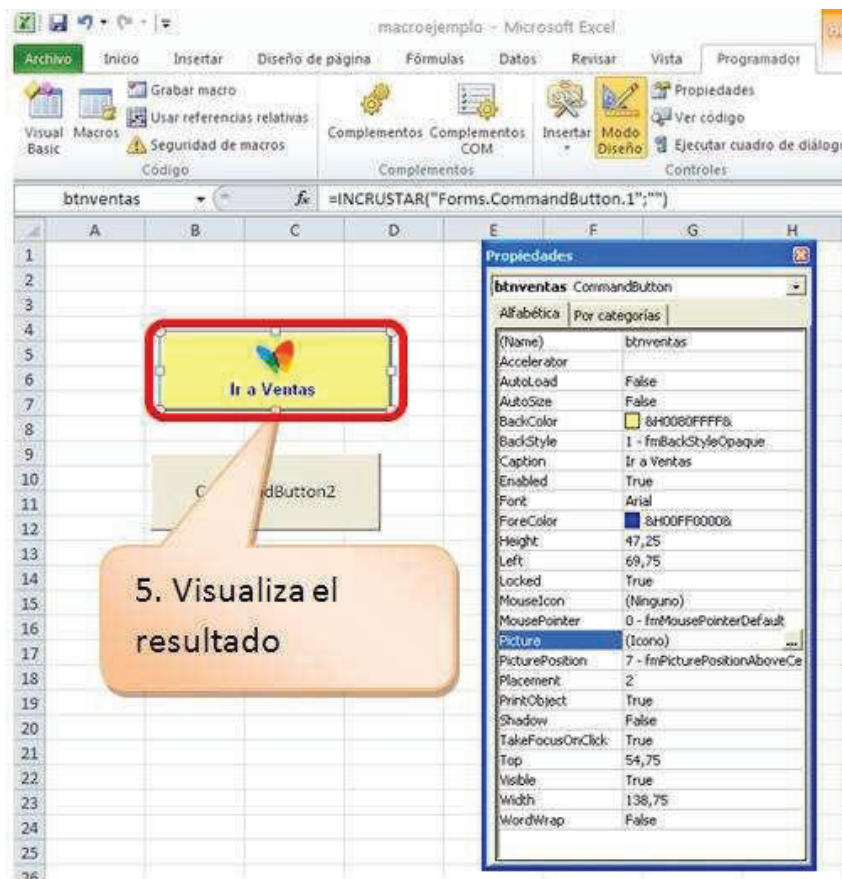 macroejemplo - Microsoft Excel
Archivo Inicio Insertar Diseño de página Fórmulas Datos Revisar Vista Programador
Visual Basic
Macros
Grabar macro
Usar referencias relativas
Seguridad de macros
Código
Complementos
Complementos COM
Complementos
Insertar
Modo Diseño
Propiedades
Ver código
Ejecutar cuadro de diálog
Controles
btnventas fx =INCRUSTAR("Forms.CommandButton.1";"")
A B C D E F G H
1
2
3
4
5
6
7
8
9
10
11
12
13
14
15
16
17
18
19
20
21
22
23
24
25
26
Ir a Ventas
C
dButton2
5. Visualiza el
resultado
Propiedades
btnventas CommandButton
Alfabética Por categorías
(Name) btnventas
Accelerator
AutoLoad False
AutoSize False
BackColor &H0080FFFF&
BackStyle 1 - fmBackStyleOpaque
Caption Ir a Ventas
Enabled True
Font Arial
ForeColor &H00FF0000&
Height 47,25
Left 69,75
Locked True
MouseIcon (Ninguno)
MousePointer 0 - fmMousePointerDefault
Picture (Icono) ...
PicturePosition 7 - fmPicturePositionAboveCe
Placement 2
PrintObject True
Shadow False
TakeFocusOnClick True
Top 54,75
Visible True
Width 138,75
WordWrap False